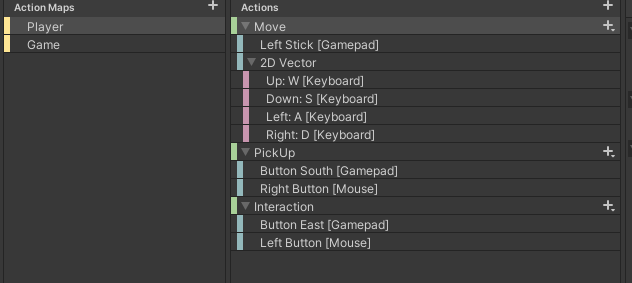 Action Maps
Player
Game
Actions
Move
Left Stick [Gamepad]
2D Vector
Up: W [Keyboard]
Down: S [Keyboard]
Left: A [Keyboard]
Right: D [Keyboard]
PickUp
Button South [Gamepad]
Right Button [Mouse]
Interaction
Button East [Gamepad]
Left Button [Mouse]